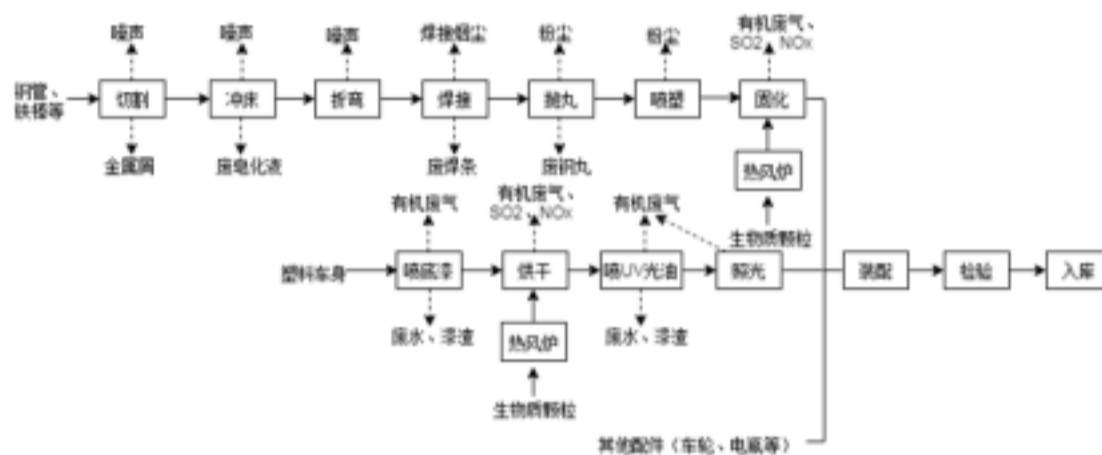 有机废气、
噪声 噪声 噪声 焊接烟尘 粉尘 粉尘 SO2、NOx
钢管、
铁棒等 切割 冲床 折弯 焊接 抛丸 喷塑 固化
金属屑 废皂化液 废焊条 废钢丸 热风炉
有机废气 有机废气、
SO2、NOx 有机废气 生物质颗粒
塑料车身 喷底漆 烘干 喷UV光油 照光 装配 检验 入库
废水、漆渣 热风炉 废水、漆渣
生物质颗粒
其他配件（车轮、电瓶等）